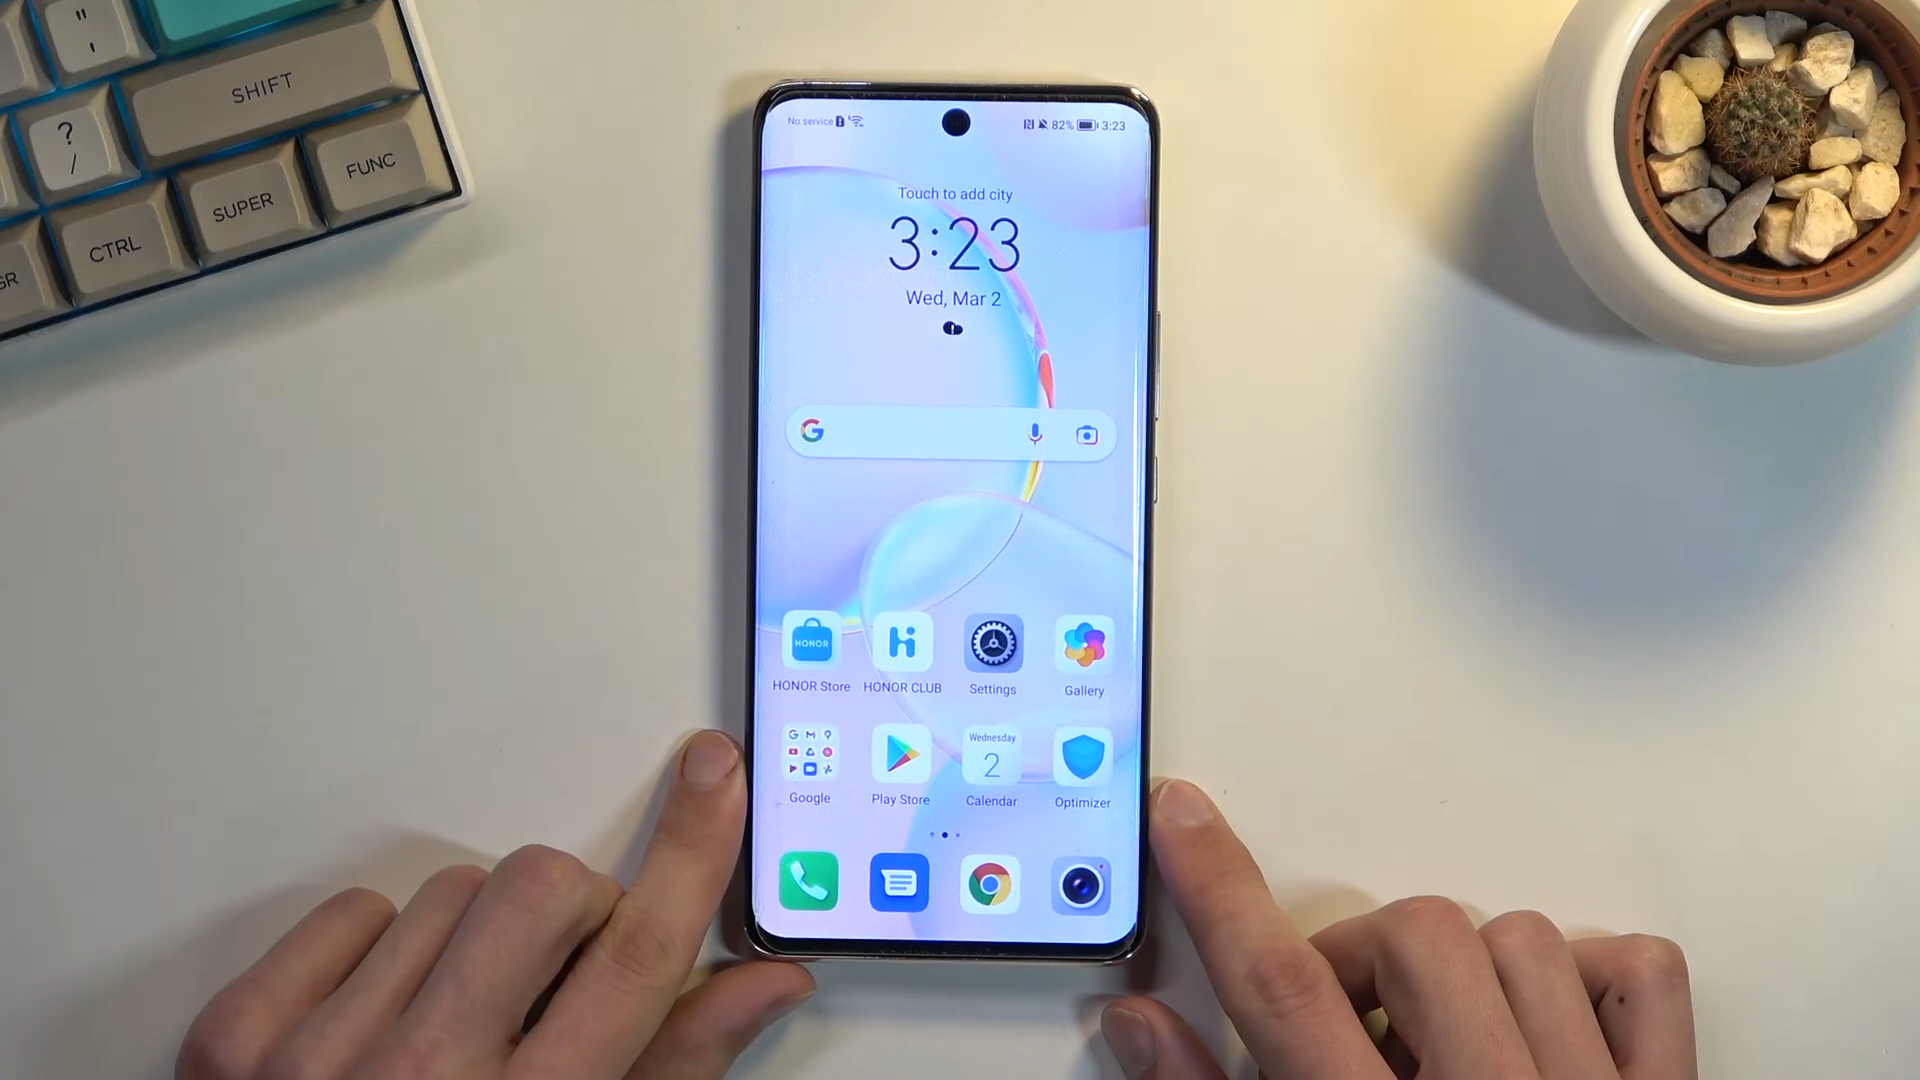 "
'
SHIFT
?
/
FUNC
SUPER
CTRL
GR
No service
82%
3:23
Touch to add city
3:23
Wed, Mar 2
G
HONOR
HONOR Store
HONOR CLUB
Settings
Gallery
Google
Play Store
Wednesday
2
Calendar
Optimizer